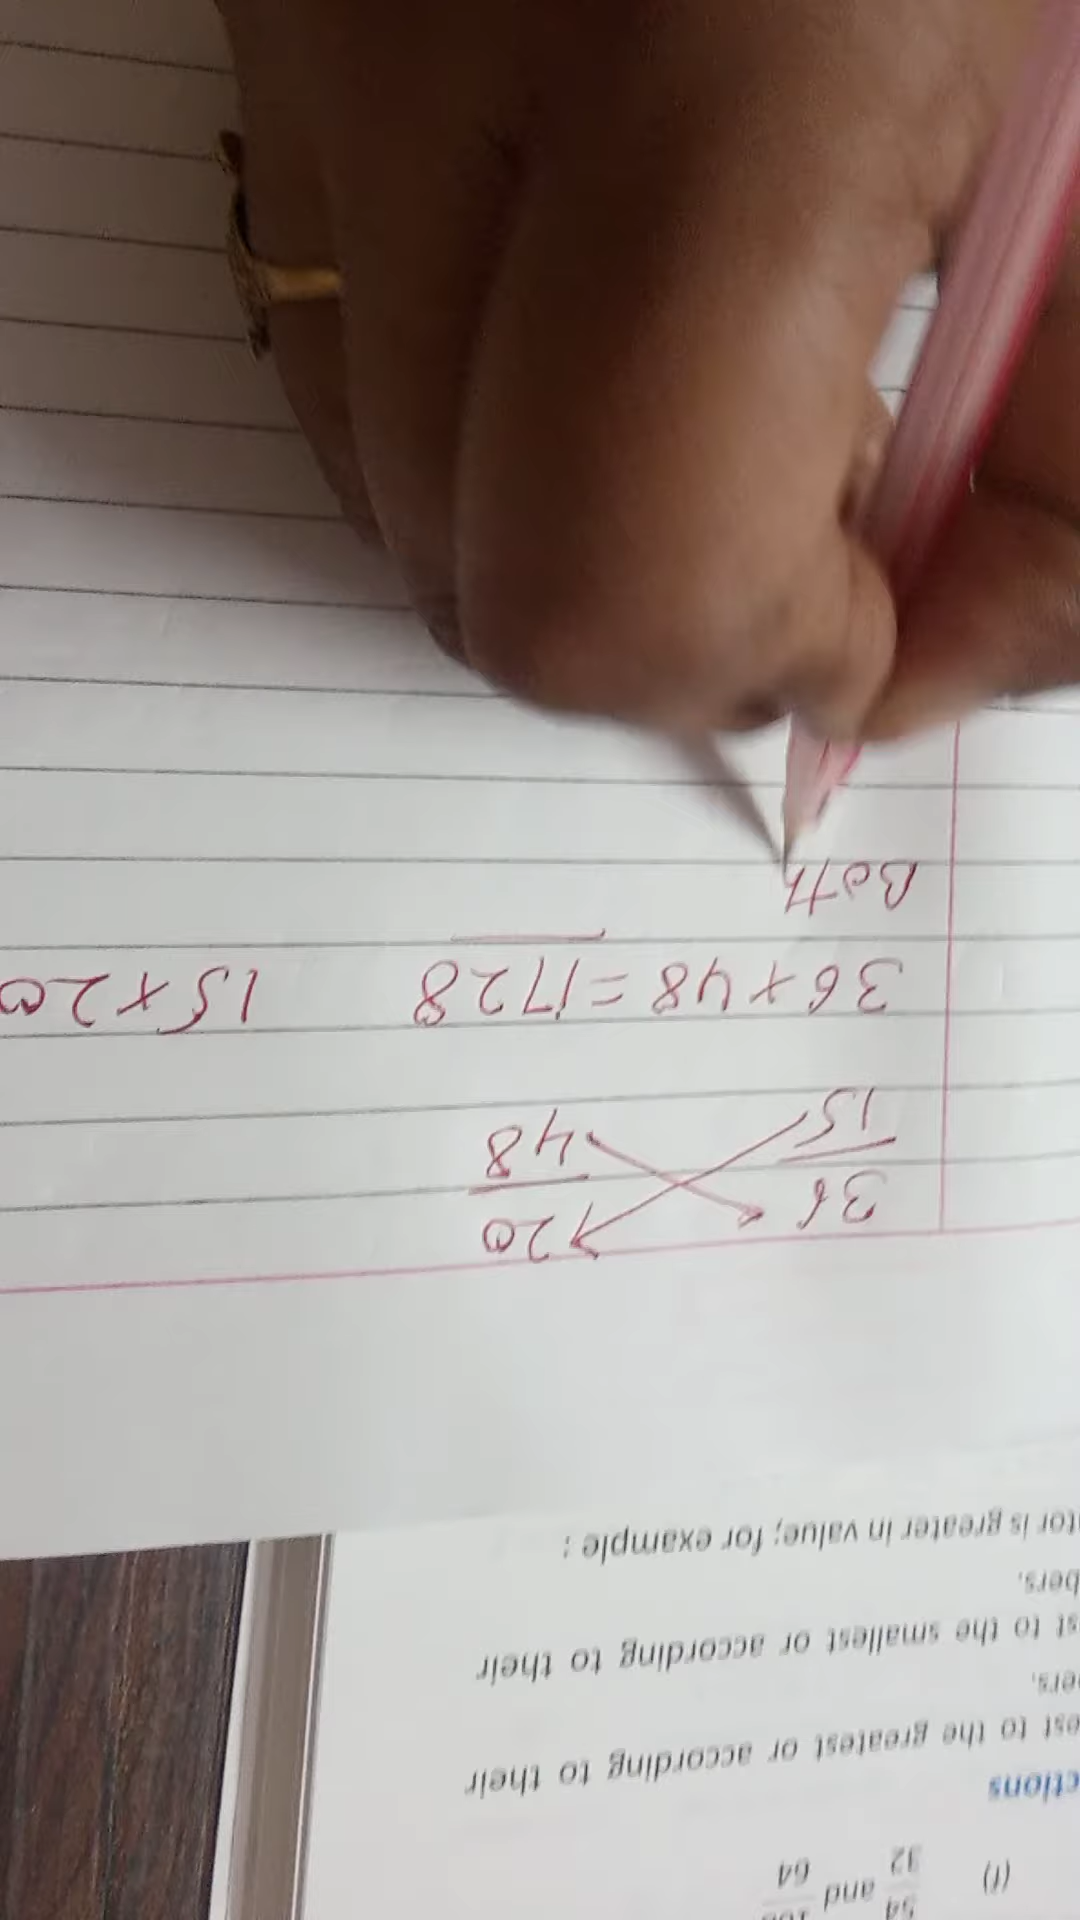 (f) 54/32 and /64
ctions
est to the greatest or according to their
ers.
st to the smallest or according to their
bers.
tor is greater in value; for example :
36 20
15 48
36 × 48 = 1728 15 × 20
Both